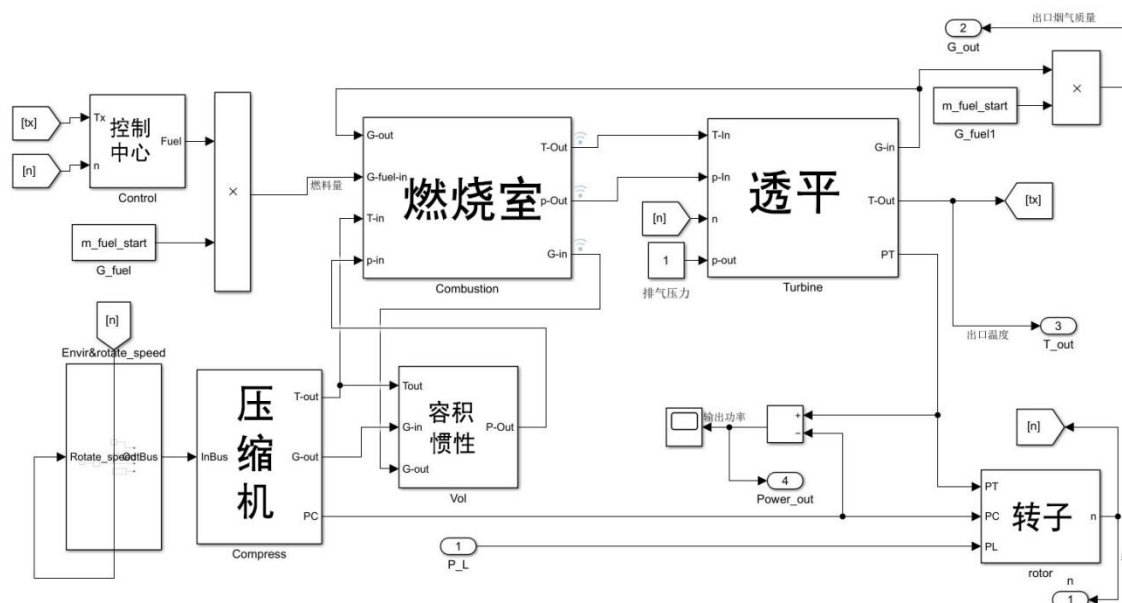 出口烟气质量
2
G_out
×
m_fuel_start
G_fuel1
[tx]
[n]
Tx
n
控制
中心
Fuel
Control
×
m_fuel_start
G_fuel
燃料量
G-out
G-fuel-in
T-in
p-in
燃烧室
T-Out
p-Out
G-in
Combustion
T-In
p-In
n
p-out
透平
G-in
T-Out
PT
Turbine
[n]
1
排气压力
[tx]
出口温度
3
T_out
[n]
Envir&rotate_speed
Rotate_speed
OutBus
InBus
压
缩
机
T-out
G-out
PC
Compress
Tout
G-in
G-out
容积
惯性
P-Out
Vol
输出功率
+
−
4
Power_out
1
P_L
[n]
PT
PC
PL
转子
n
rotor
n
1